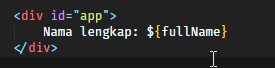 <div id="app">
Nama lengkap: ${fullName}
</div>